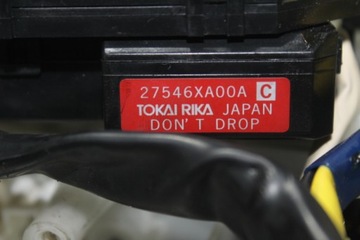 27546XA00A C
TOKAI RIKA JAPAN
DON'T DROP